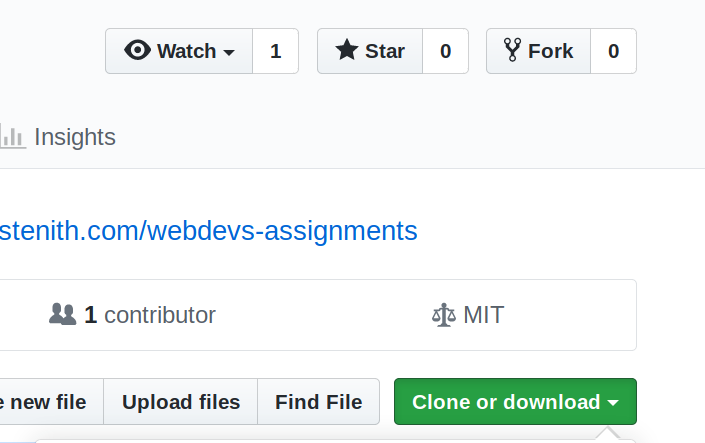 Watch 1 Star 0 Fork 0
Insights
stenith.com/webdevs-assignments
1 contributor MIT
e new file Upload files Find File Clone or download